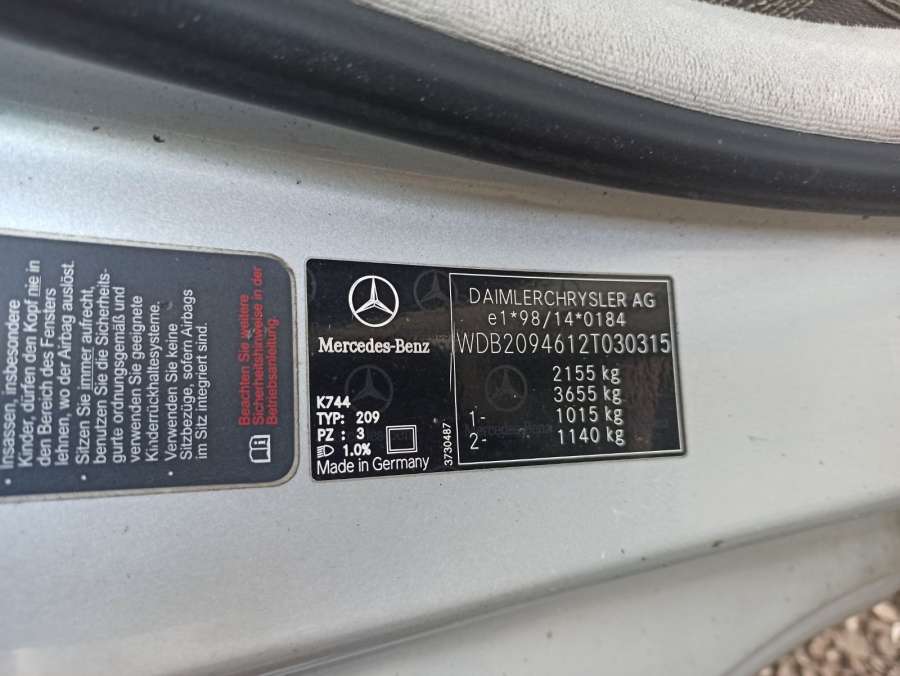 Insassen, insbesondere
Kinder, dürfen den Kopf nie in
den Bereich des Fensters
lehnen, wo der Airbag auslöst.
• Sitzen Sie immer aufrecht,
benutzen Sie die Sicherheits-
gurte ordnungsgemäß und
verwenden Sie geeignete
Kinderrückhaltesysteme.
• Verwenden Sie keine
Sitzbezüge, sofern Airbags
im Sitz integriert sind.
Beachten Sie weitere
Sicherheitshinweise in der
Betriebsanleitung.
Mercedes-Benz
K744
TYP: 209
PZ : 3
1.0%
Made in Germany
3730487
DAIMLERCHRYSLER AG
e1*98/14*0184
WDB2094612T030315
2155 kg
3655 kg
1- 1015 kg
2- 1140 kg